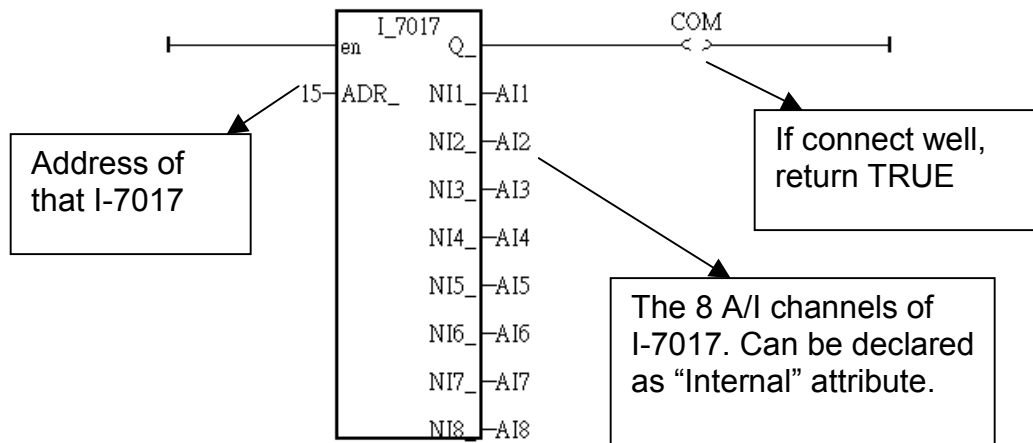 I_7017
COM
en Q_
15 ADR_ NI1_ AI1
NI2_ AI2
NI3_ AI3
NI4_ AI4
NI5_ AI5
NI6_ AI6
NI7_ AI7
NI8_ AI8
Address of
that I-7017
If connect well,
return TRUE
The 8 A/I channels of
I-7017. Can be declared
as “Internal” attribute.